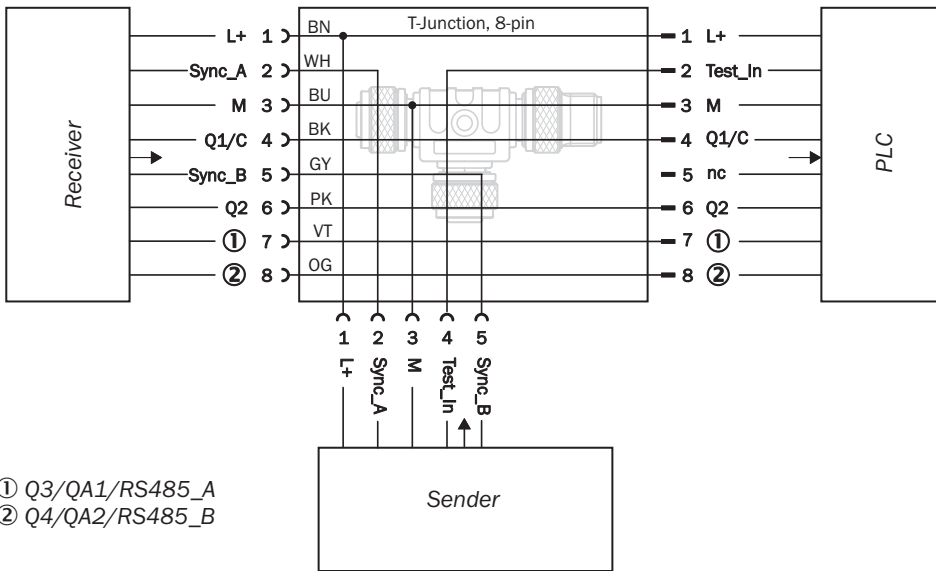 T-Junction, 8-pin
L+ 1 BN 1 L+
Sync_A 2 WH 2 Test_In
M 3 BU 3 M
Q1/C 4 BK 4 Q1/C
Sync_B 5 GY 5 nc
Q2 6 PK 6 Q2
① 7 VT 7 ①
② 8 OG 8 ②
Receiver
PLC
1 2 3 4 5
L+ Sync_A M Test_In Sync_B
Sender
① Q3/QA1/RS485_A
② Q4/QA2/RS485_B